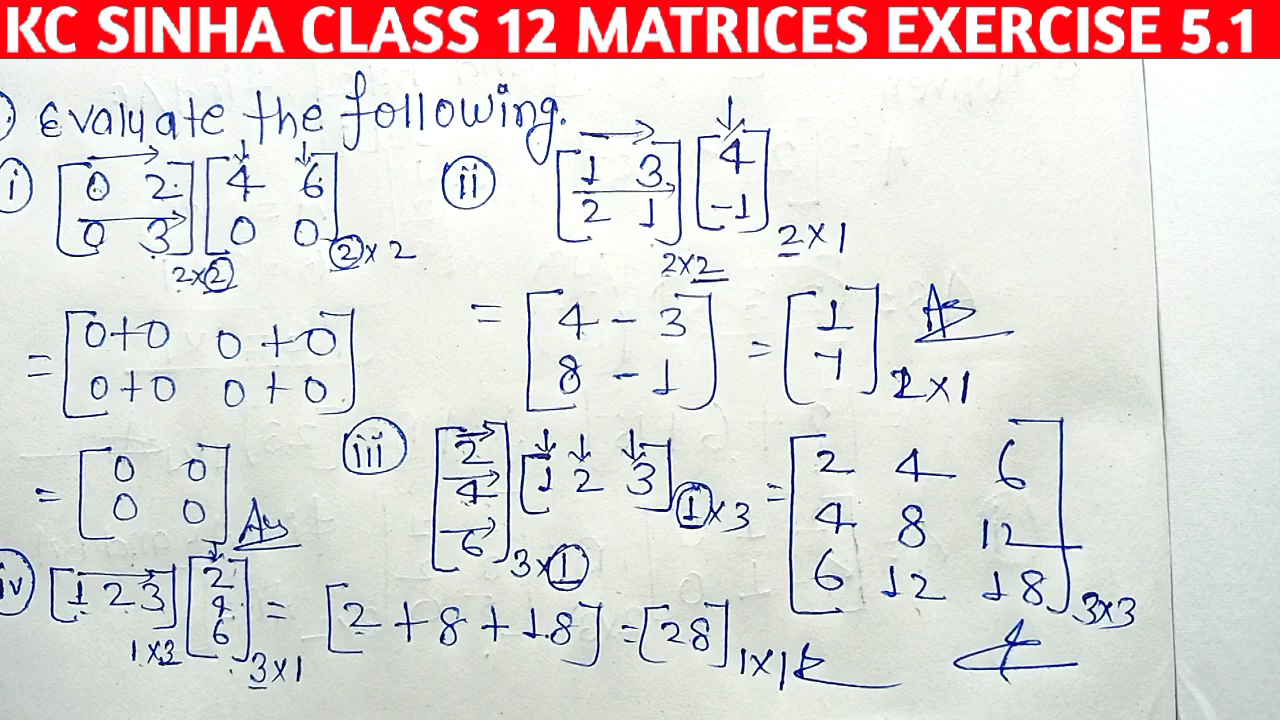 KC SINHA CLASS 12 MATRICES EXERCISE 5.1
Evaluate the following.
i [0 2; 0 3] 2×2 [4 6; 0 0] 2×2
= [0+0 0+0; 0+0 0+0]
= [0 0; 0 0] Ans
ii [1 3; 2 1] 2×2 [4; -1] 2×1
= [4 - 3; 8 - 1] = [1; 7] 2×1 Ans
iii [2; 4; 6] 3×1 [1 2 3] 1×3 = [2 4 6; 4 8 12; 6 12 18] 3×3
iv [1 2 3] 1×3 [2; 4; 6] 3×1 = [2 + 8 + 18] = [28] 1×1